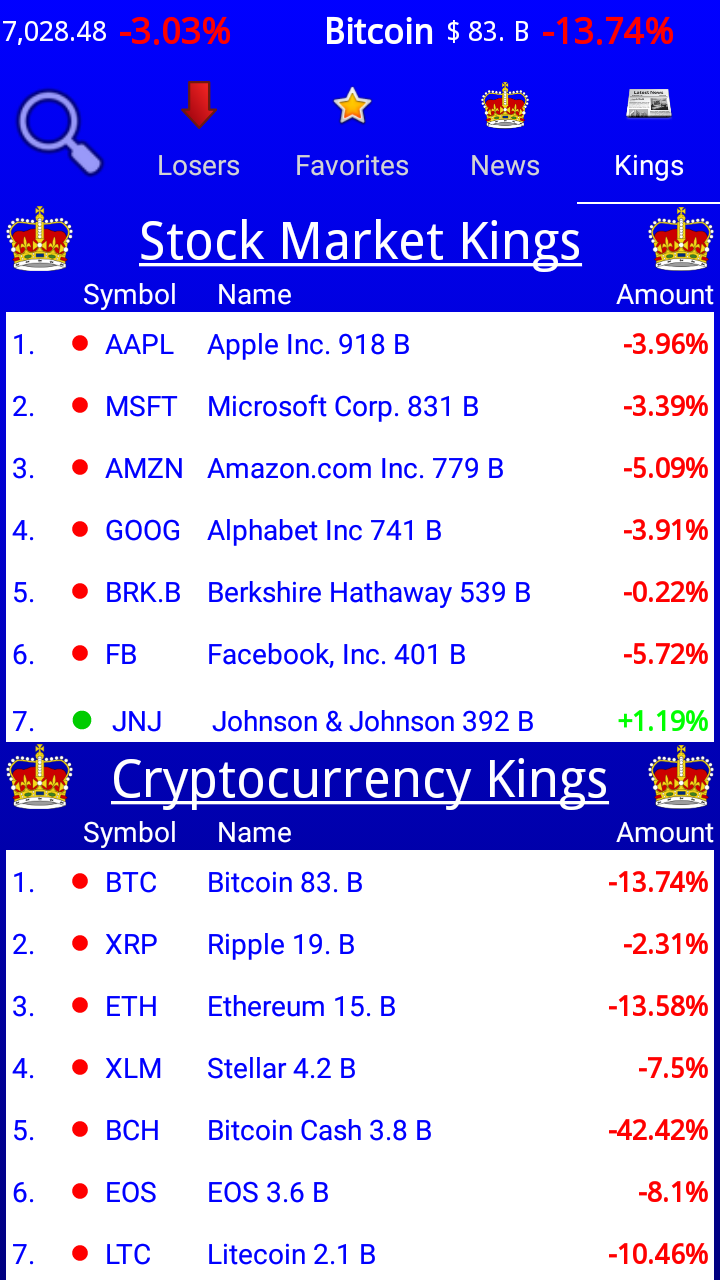 7,028.48 -3.03% Bitcoin $ 83. B -13.74%
Latest News
Losers Favorites News Kings
Stock Market Kings
Symbol Name Amount
1. AAPL Apple Inc. 918 B -3.96%
2. MSFT Microsoft Corp. 831 B -3.39%
3. AMZN Amazon.com Inc. 779 B -5.09%
4. GOOG Alphabet Inc 741 B -3.91%
5. BRK.B Berkshire Hathaway 539 B -0.22%
6. FB Facebook, Inc. 401 B -5.72%
7. JNJ Johnson & Johnson 392 B +1.19%
Cryptocurrency Kings
Symbol Name Amount
1. BTC Bitcoin 83. B -13.74%
2. XRP Ripple 19. B -2.31%
3. ETH Ethereum 15. B -13.58%
4. XLM Stellar 4.2 B -7.5%
5. BCH Bitcoin Cash 3.8 B -42.42%
6. EOS EOS 3.6 B -8.1%
7. LTC Litecoin 2.1 B -10.46%